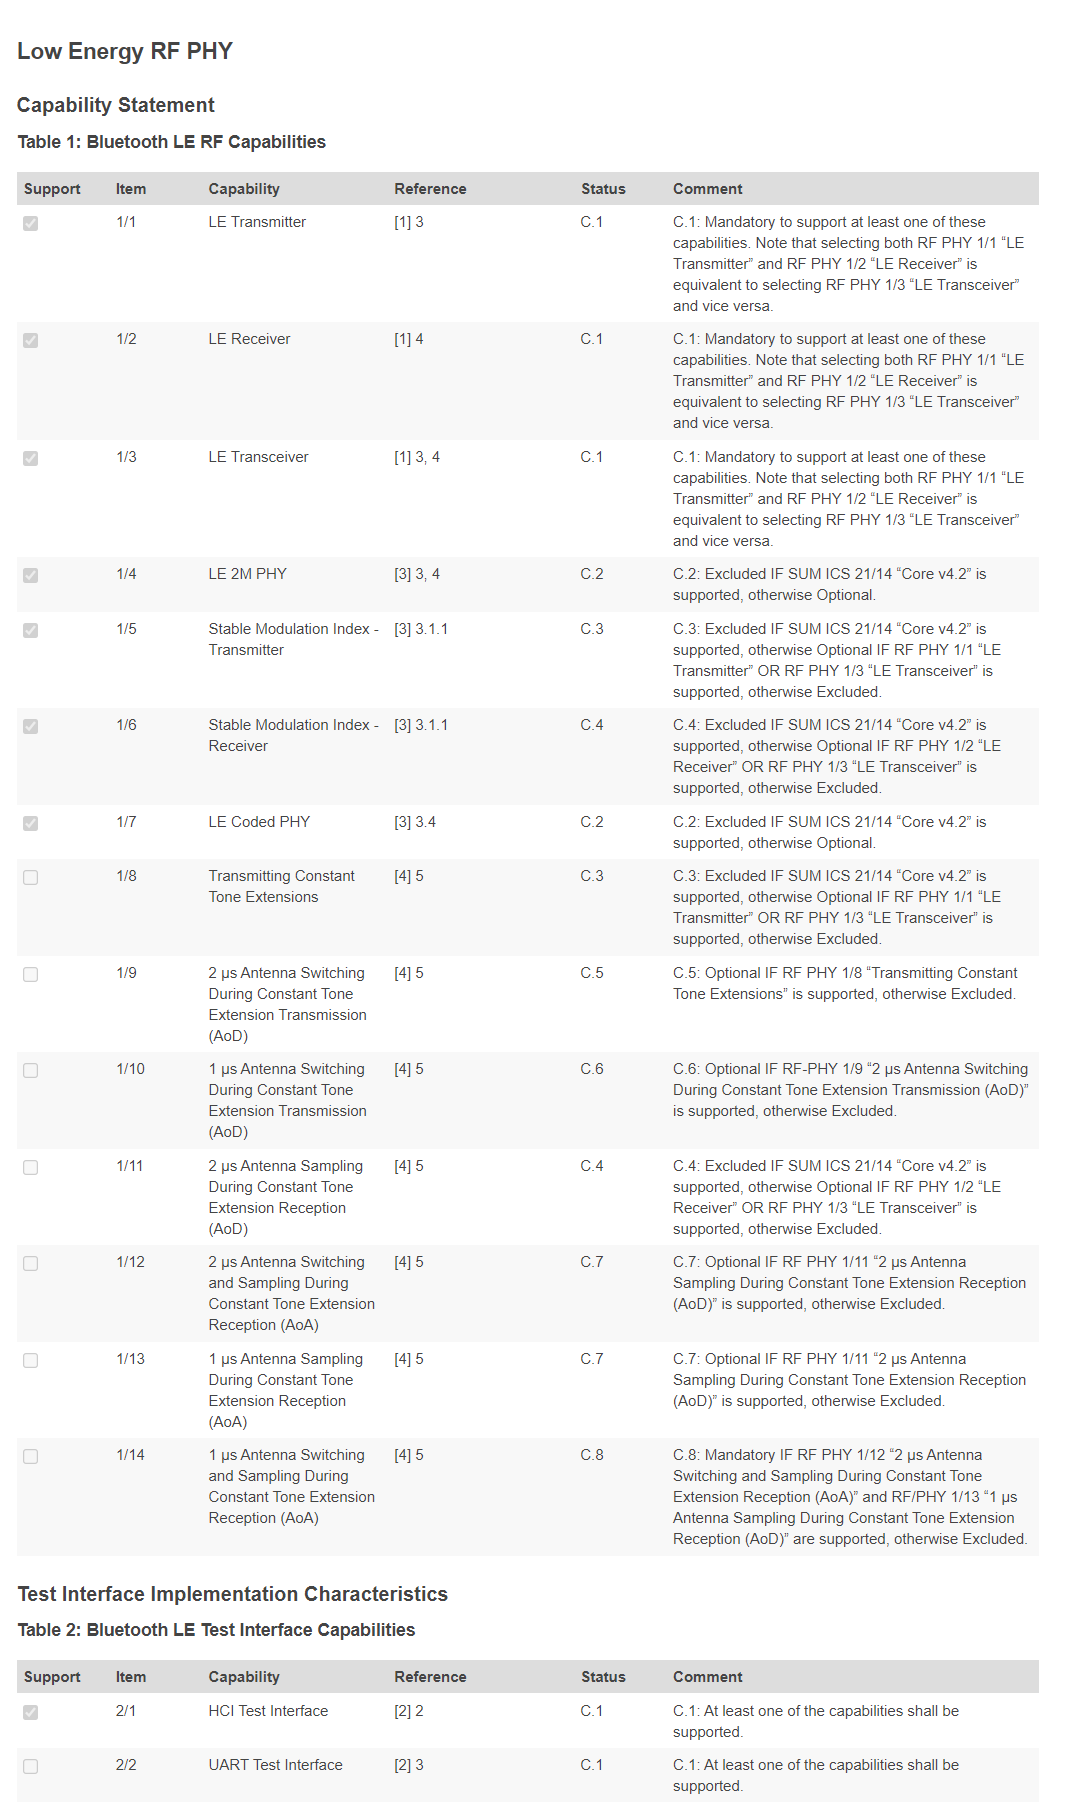 Low Energy RF PHY
Capability Statement
Table 1: Bluetooth LE RF Capabilities
Support Item Capability Reference Status Comment
1/1 LE Transmitter [1] 3 C.1 C.1: Mandatory to support at least one of these
capabilities. Note that selecting both RF PHY 1/1 “LE
Transmitter” and RF PHY 1/2 “LE Receiver” is
equivalent to selecting RF PHY 1/3 “LE Transceiver”
and vice versa.
1/2 LE Receiver [1] 4 C.1 C.1: Mandatory to support at least one of these
capabilities. Note that selecting both RF PHY 1/1 “LE
Transmitter” and RF PHY 1/2 “LE Receiver” is
equivalent to selecting RF PHY 1/3 “LE Transceiver”
and vice versa.
1/3 LE Transceiver [1] 3, 4 C.1 C.1: Mandatory to support at least one of these
capabilities. Note that selecting both RF PHY 1/1 “LE
Transmitter” and RF PHY 1/2 “LE Receiver” is
equivalent to selecting RF PHY 1/3 “LE Transceiver”
and vice versa.
1/4 LE 2M PHY [3] 3, 4 C.2 C.2: Excluded IF SUM ICS 21/14 “Core v4.2” is
supported, otherwise Optional.
1/5 Stable Modulation Index - [3] 3.1.1 C.3 C.3: Excluded IF SUM ICS 21/14 “Core v4.2” is
Transmitter supported, otherwise Optional IF RF PHY 1/1 “LE
Transmitter” OR RF PHY 1/3 “LE Transceiver” is
supported, otherwise Excluded.
1/6 Stable Modulation Index - [3] 3.1.1 C.4 C.4: Excluded IF SUM ICS 21/14 “Core v4.2” is
Receiver supported, otherwise Optional IF RF PHY 1/2 “LE
Receiver” OR RF PHY 1/3 “LE Transceiver” is
supported, otherwise Excluded.
1/7 LE Coded PHY [3] 3.4 C.2 C.2: Excluded IF SUM ICS 21/14 “Core v4.2” is
supported, otherwise Optional.
1/8 Transmitting Constant [4] 5 C.3 C.3: Excluded IF SUM ICS 21/14 “Core v4.2” is
Tone Extensions supported, otherwise Optional IF RF PHY 1/1 “LE
Transmitter” OR RF PHY 1/3 “LE Transceiver” is
supported, otherwise Excluded.
1/9 2 µs Antenna Switching [4] 5 C.5 C.5: Optional IF RF PHY 1/8 “Transmitting Constant
During Constant Tone Tone Extensions” is supported, otherwise Excluded.
Extension Transmission
(AoD)
1/10 1 µs Antenna Switching [4] 5 C.6 C.6: Optional IF RF-PHY 1/9 “2 µs Antenna Switching
During Constant Tone During Constant Tone Extension Transmission (AoD)”
Extension Transmission is supported, otherwise Excluded.
(AoD)
1/11 2 µs Antenna Sampling [4] 5 C.4 C.4: Excluded IF SUM ICS 21/14 “Core v4.2” is
During Constant Tone supported, otherwise Optional IF RF PHY 1/2 “LE
Extension Reception Receiver” OR RF PHY 1/3 “LE Transceiver” is
(AoD) supported, otherwise Excluded.
1/12 2 µs Antenna Switching [4] 5 C.7 C.7: Optional IF RF PHY 1/11 “2 µs Antenna
and Sampling During Sampling During Constant Tone Extension Reception
Constant Tone Extension (AoD)” is supported, otherwise Excluded.
Reception (AoA)
1/13 1 µs Antenna Sampling [4] 5 C.7 C.7: Optional IF RF PHY 1/11 “2 µs Antenna
During Constant Tone Sampling During Constant Tone Extension Reception
Extension Reception (AoD)” is supported, otherwise Excluded.
(AoA)
1/14 1 µs Antenna Switching [4] 5 C.8 C.8: Mandatory IF RF PHY 1/12 “2 µs Antenna
and Sampling During Switching and Sampling During Constant Tone
Constant Tone Extension Extension Reception (AoA)” and RF/PHY 1/13 “1 µs
Reception (AoA) Antenna Sampling During Constant Tone Extension
Reception (AoD)” are supported, otherwise Excluded.
Test Interface Implementation Characteristics
Table 2: Bluetooth LE Test Interface Capabilities
Support Item Capability Reference Status Comment
2/1 HCI Test Interface [2] 2 C.1 C.1: At least one of the capabilities shall be
supported.
2/2 UART Test Interface [2] 3 C.1 C.1: At least one of the capabilities shall be
supported.